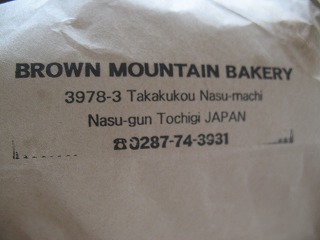 BROWN MOUNTAIN BAKERY
3978-3 Takakukou Nasu-machi
Nasu-gun Tochigi JAPAN
☎0287-74-3931